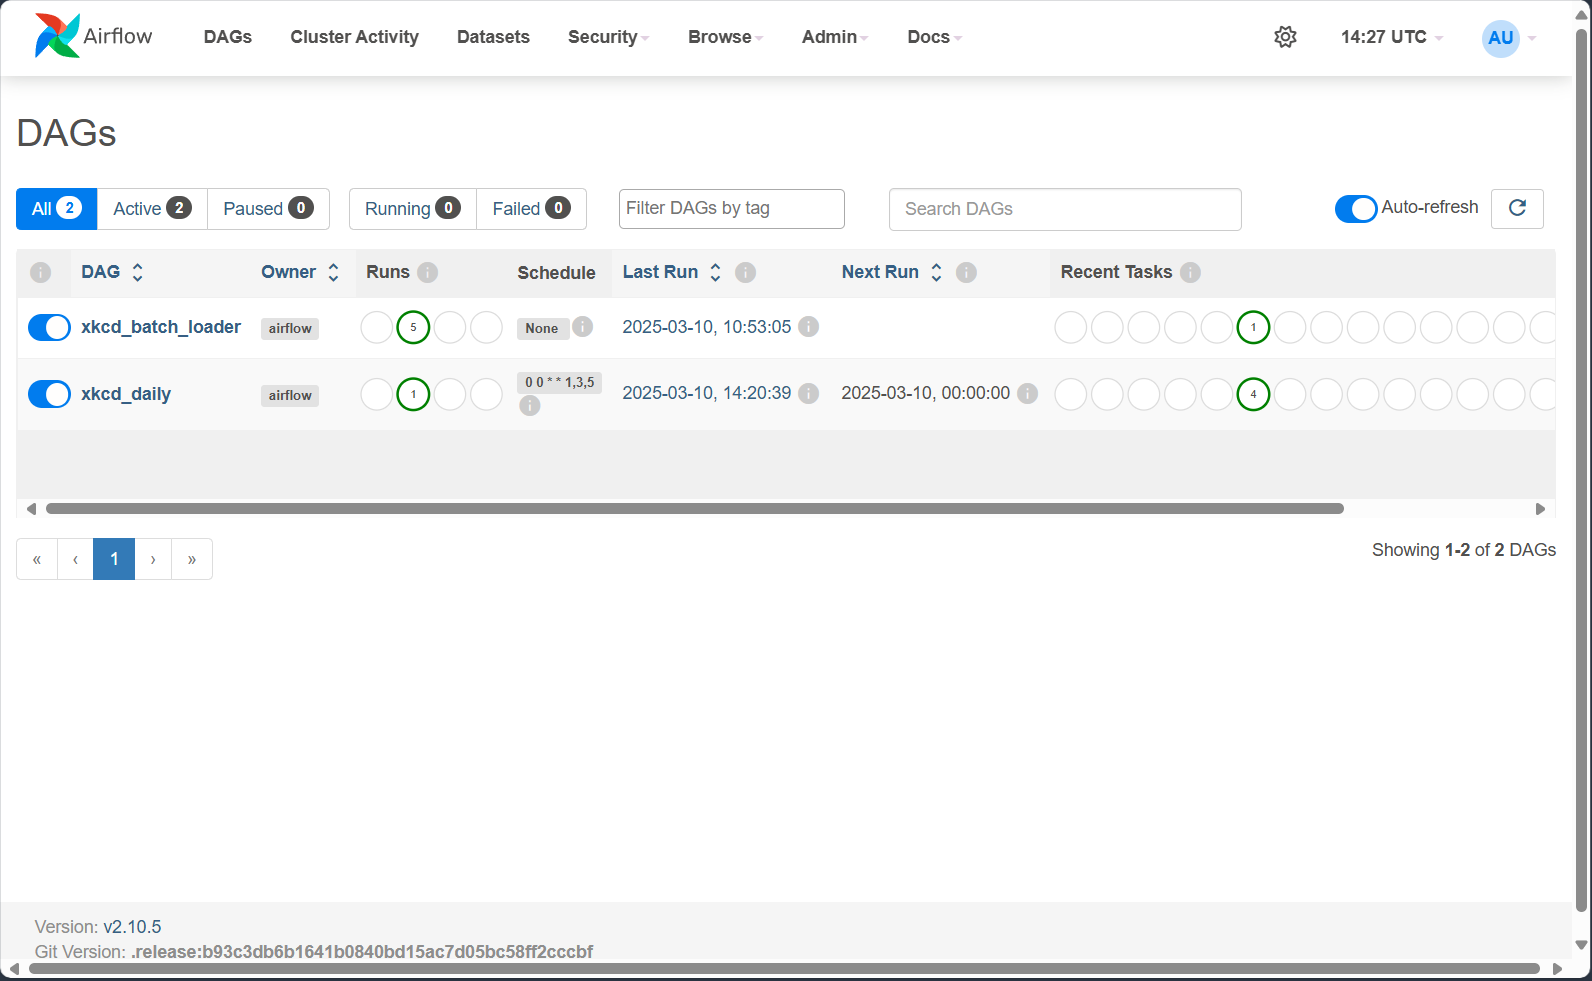 Airflow DAGs Cluster Activity Datasets Security Browse Admin Docs 14:27 UTC AU
DAGs
All 2 Active 2 Paused 0 Running 0 Failed 0 Filter DAGs by tag Search DAGs Auto-refresh
DAG Owner Runs Schedule Last Run Next Run Recent Tasks
xkcd_batch_loader airflow 5 None 2025-03-10, 10:53:05 1
xkcd_daily airflow 1 0 0 * * 1,3,5 2025-03-10, 14:20:39 2025-03-10, 00:00:00 4
« ‹ 1 › » Showing 1-2 of 2 DAGs
Version: v2.10.5
Git Version: .release:b93c3db6b1641b0840bd15ac7d05bc58ff2cccbf